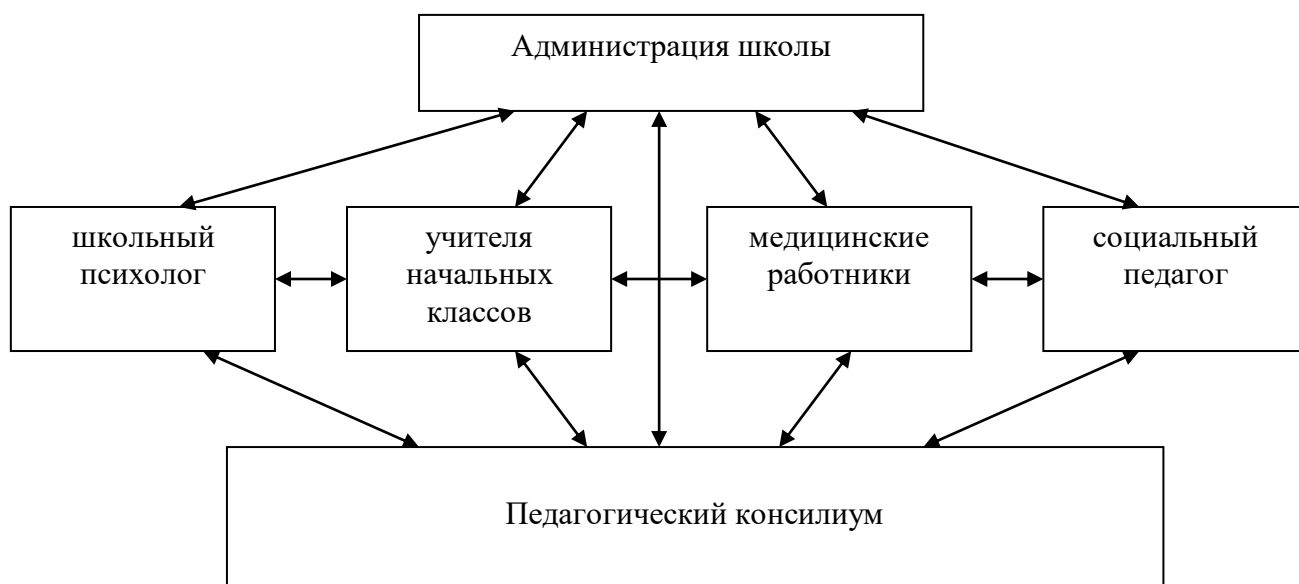 Администрация школы
школьный
психолог
учителя
начальных
классов
медицинские
работники
социальный
педагог
Педагогический консилиум